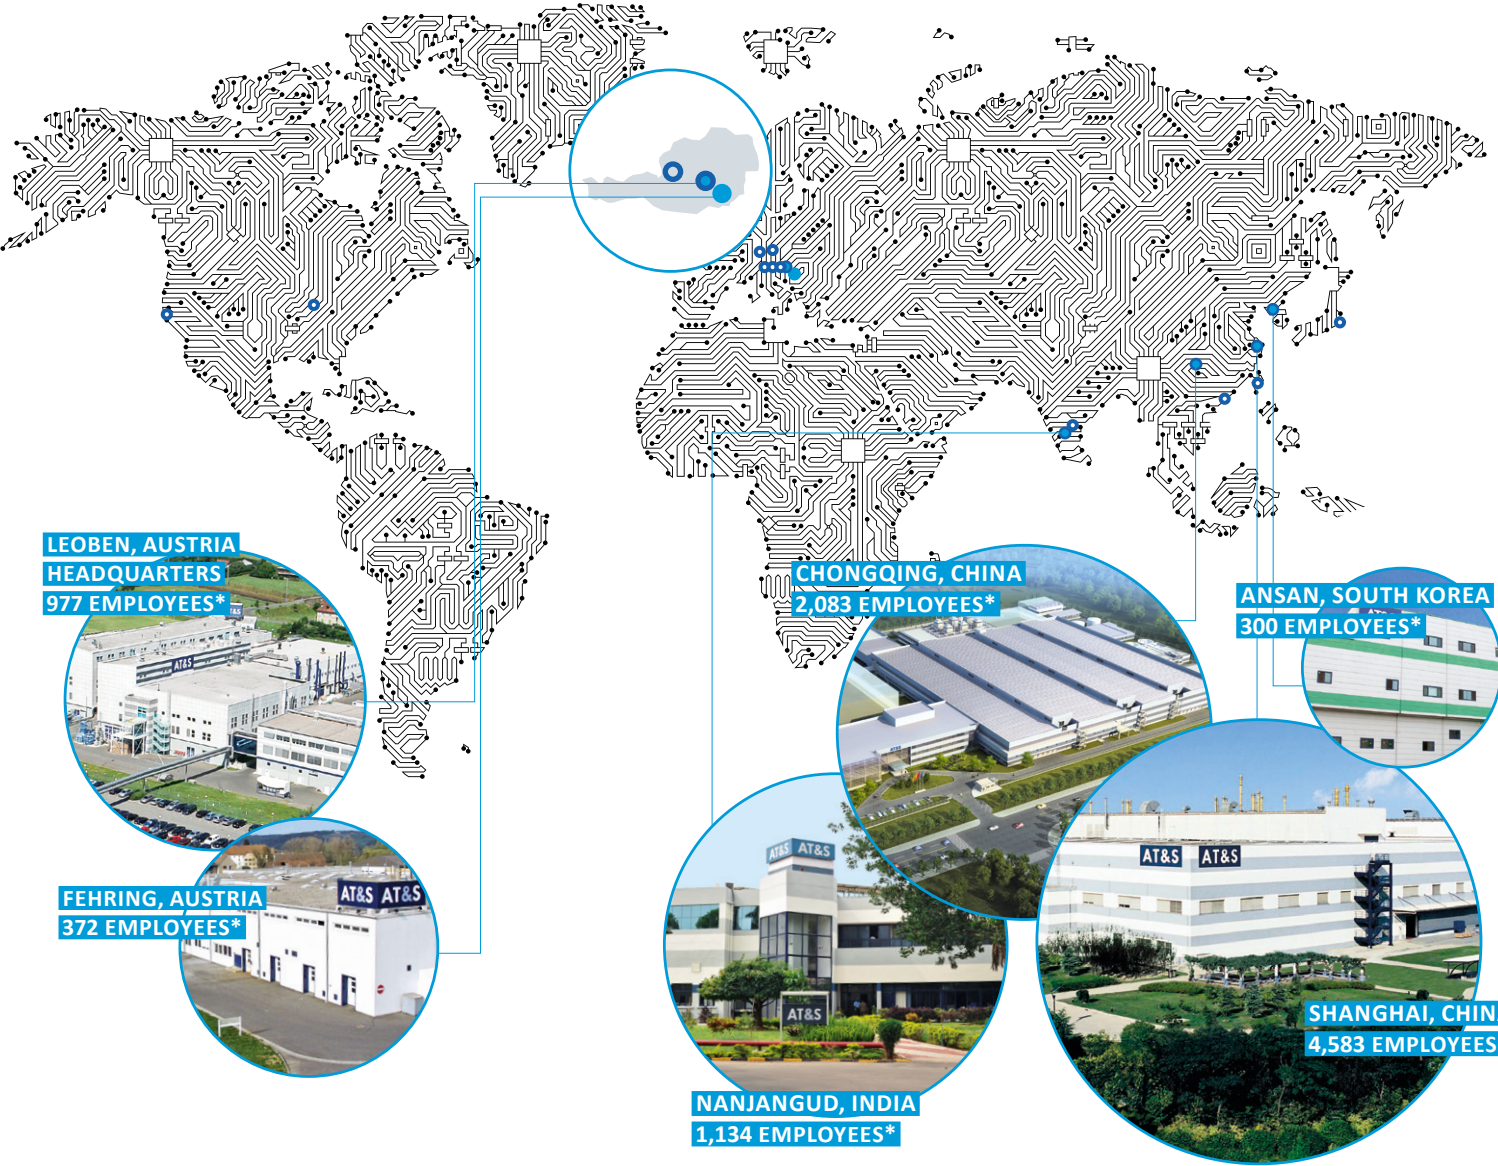 LEOBEN, AUSTRIA
HEADQUARTERS
977 EMPLOYEES*
AT&S
AT&S
FEHRING, AUSTRIA
372 EMPLOYEES*
AT&S AT&S
CHONGQING, CHINA
2,083 EMPLOYEES*
ANSAN, SOUTH KOREA
300 EMPLOYEES*
AT&S AT&S
AT&S
NANJANGUD, INDIA
1,134 EMPLOYEES*
AT&S AT&S
SHANGHAI, CHIN
4,583 EMPLOYEES